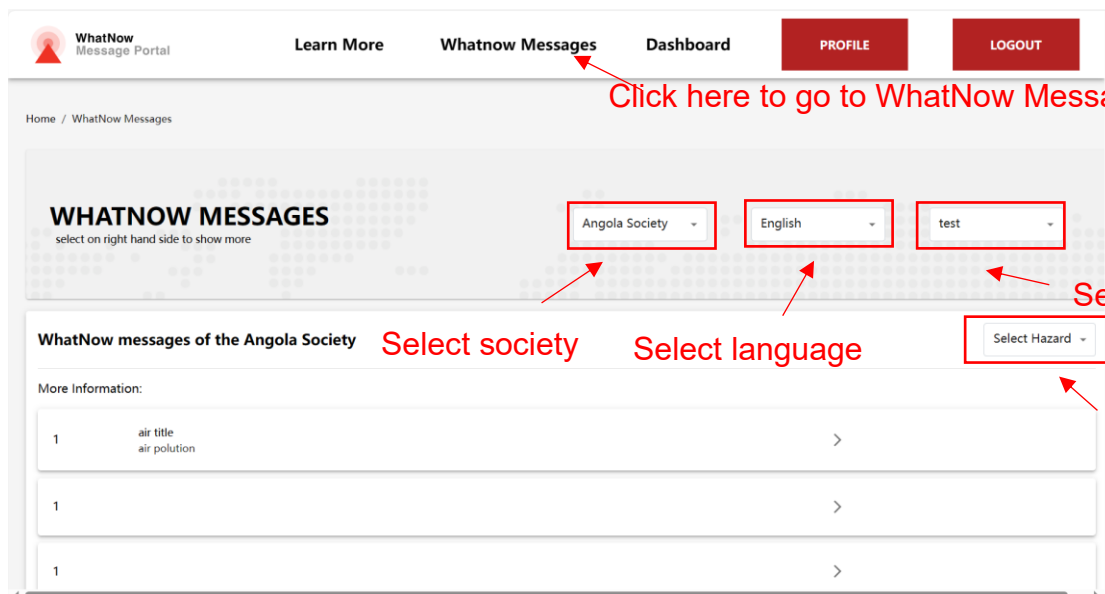 WhatNow
Message Portal
Learn More
Whatnow Messages
Dashboard
PROFILE
LOGOUT
Click here to go to WhatNow
Home / WhatNow Messages
WHATNOW MESSAGES
select on right hand side to show more
Angola Society
English
test
Select society
Select language
WhatNow messages of the Angola Society
Select Hazard
More Information:
1
air title
air polution
1
1